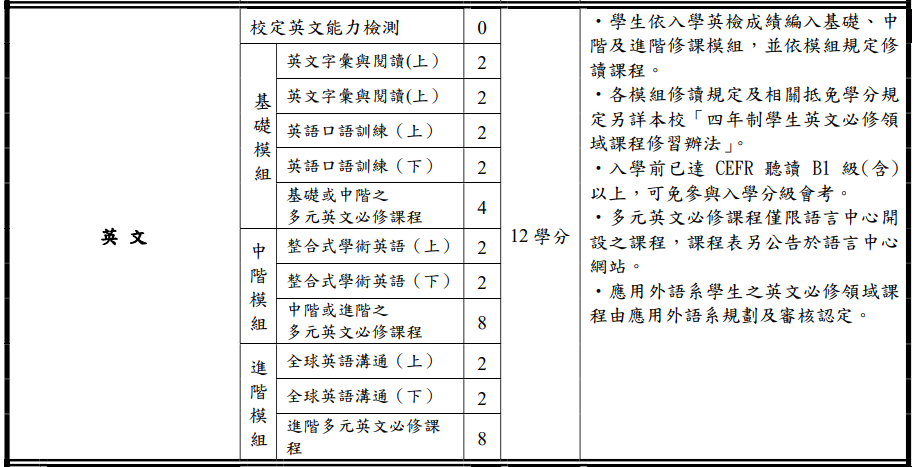 英文
校定英文能力檢測 0
基礎模組
英文字彙與閱讀(上) 2
英文字彙與閱讀(上) 2
英語口語訓練（上） 2
英語口語訓練（下） 2
基礎或中階之
多元英文必修課程 4
中階模組
整合式學術英語（上） 2
整合式學術英語（下） 2
中階或進階之
多元英文必修課程 8
進階模組
全球英語溝通（上） 2
全球英語溝通（下） 2
進階多元英文必修課
程 8
12 學分
・學生依入學英檢成績編入基礎、中
階及進階修課模組，並依模組規定修
讀課程。
・各模組修讀規定及相關抵免學分規
定另詳本校「四年制學生英文必修領
域課程修習辦法」。
・入學前已達 CEFR 聽讀 B1 級(含)
以上，可免參與入學分級會考。
・多元英文必修課程僅限語言中心開
設之課程，課程表另公告於語言中心
網站。
・應用外語系學生之英文必修領域課
程由應用外語系規劃及審核認定。